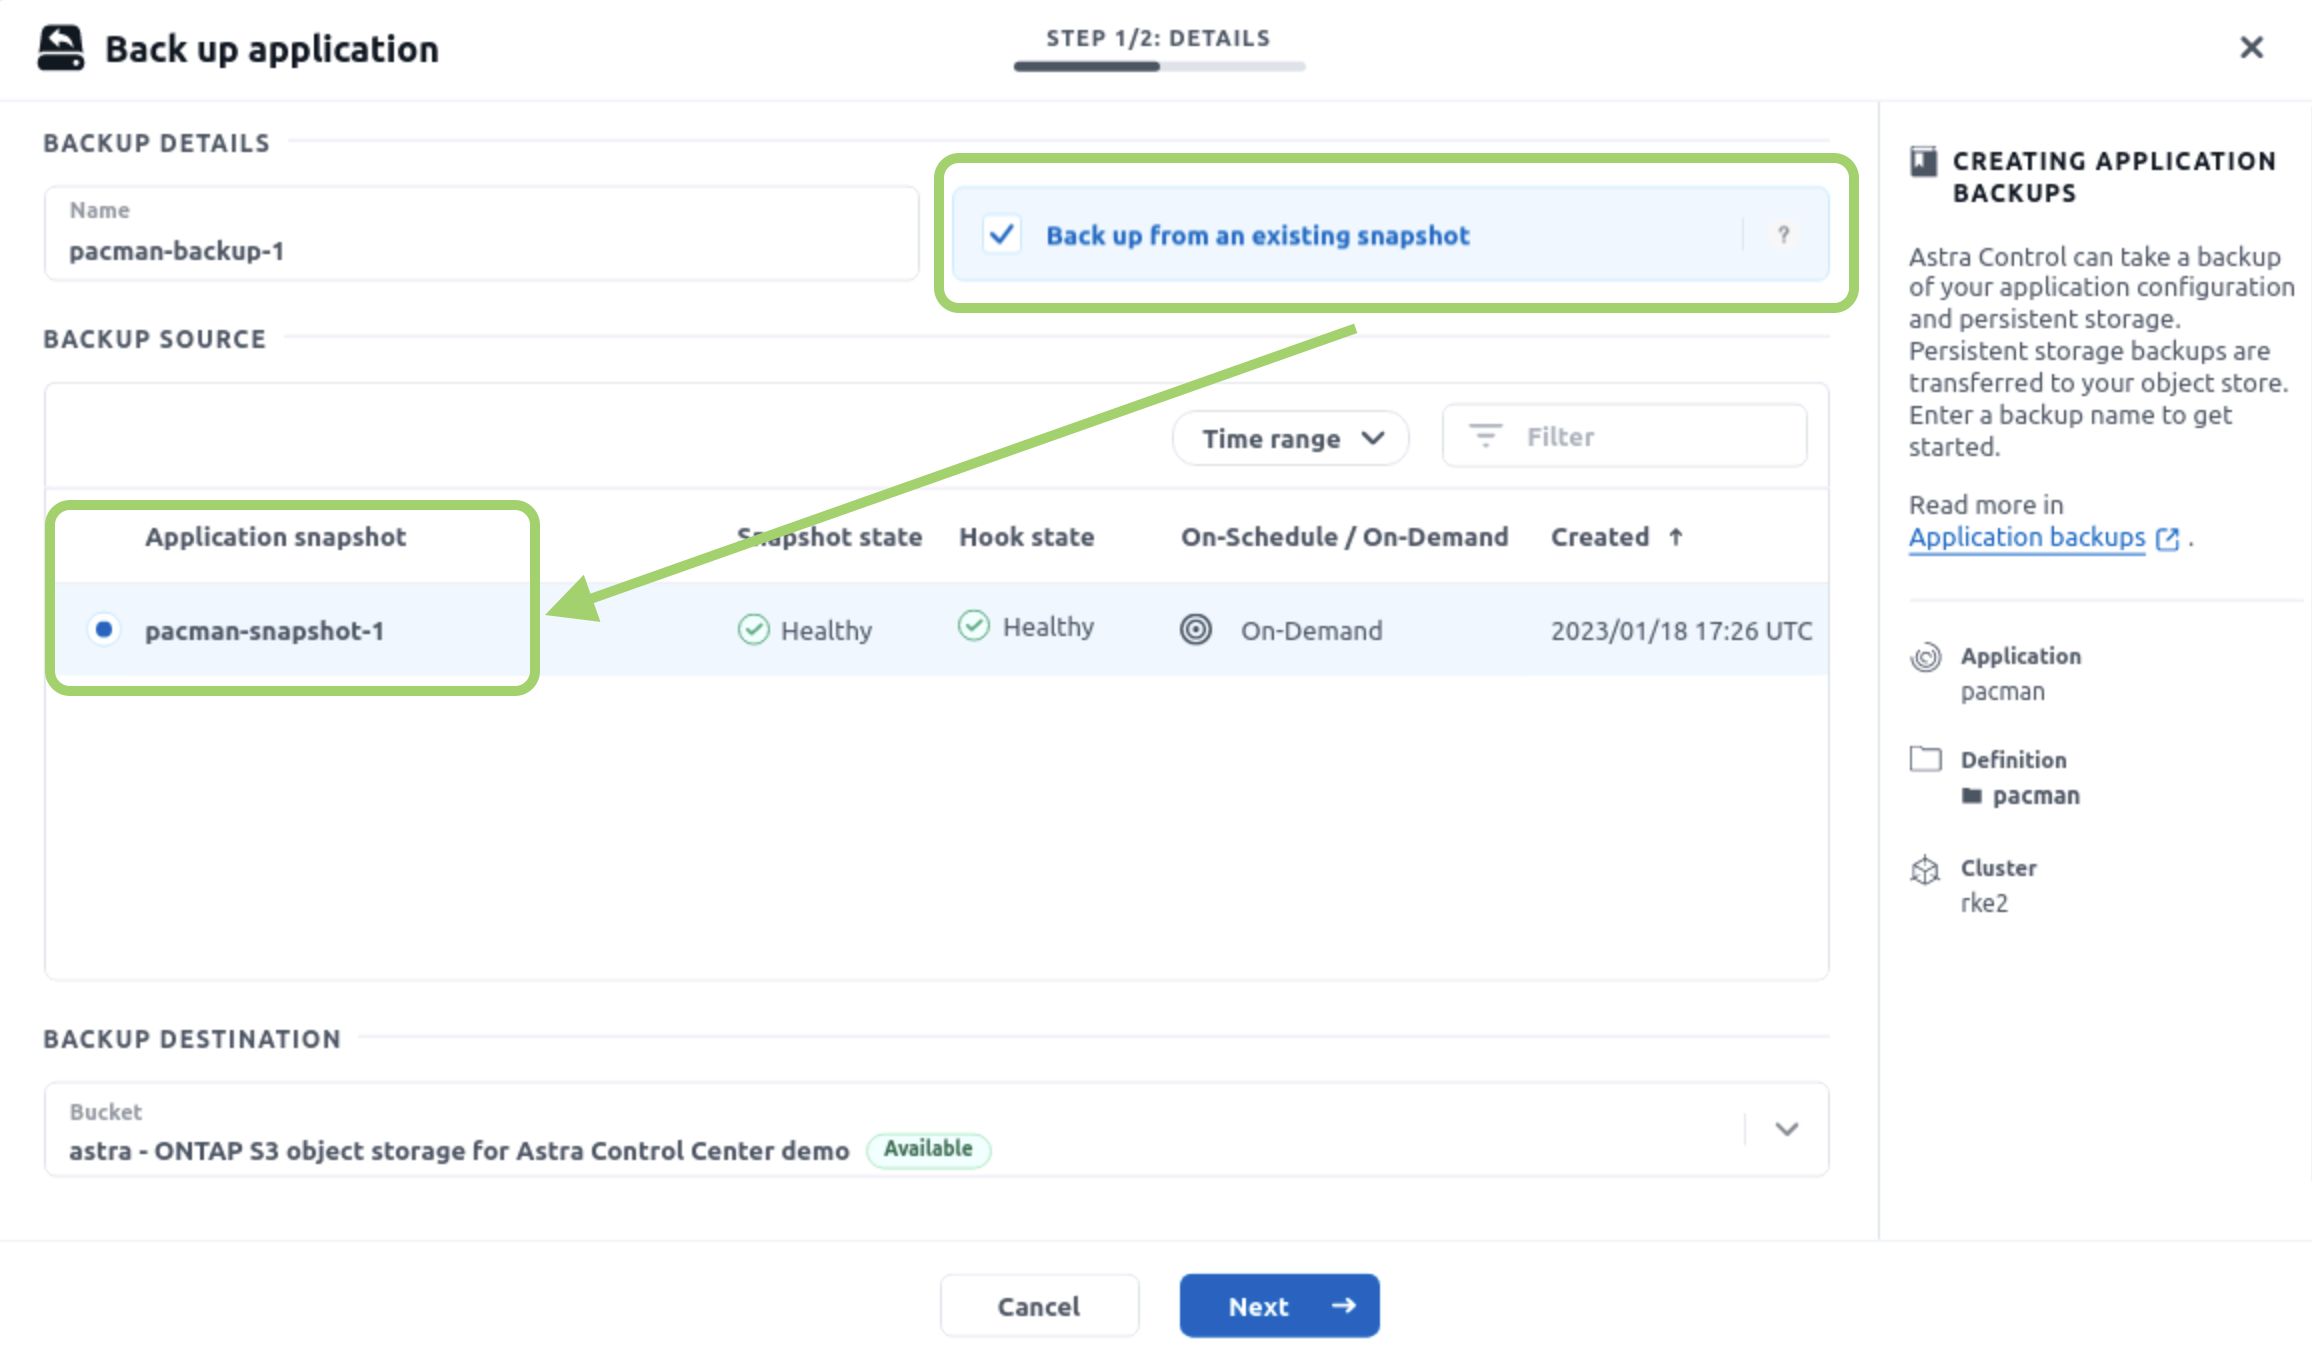 Back up application
STEP 1/2: DETAILS
BACKUP DETAILS
Name
pacman-backup-1
Back up from an existing snapshot
?
BACKUP SOURCE
Time range
Filter
Application snapshot
Snapshot state
Hook state
On-Schedule / On-Demand
Created ↑
pacman-snapshot-1
Healthy
Healthy
On-Demand
2023/01/18 17:26 UTC
BACKUP DESTINATION
Bucket
astra - ONTAP S3 object storage for Astra Control Center demo
Available
Cancel
Next →
CREATING APPLICATION
BACKUPS
Astra Control can take a backup
of your application configuration
and persistent storage.
Persistent storage backups are
transferred to your object store.
Enter a backup name to get
started.
Read more in
Application backups .
Application
pacman
Definition
pacman
Cluster
rke2